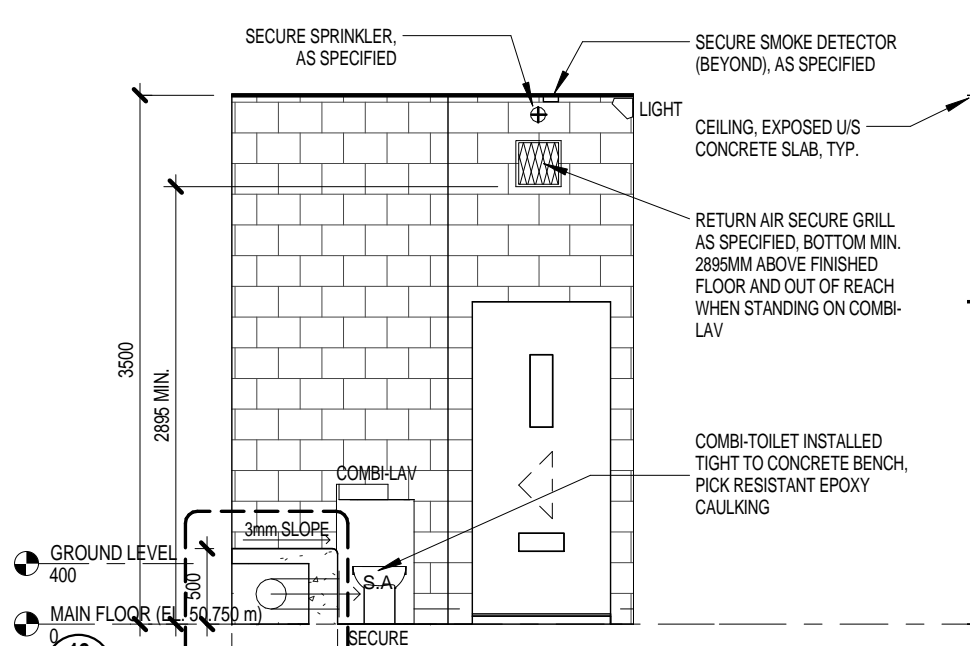 SECURE SPRINKLER,
AS SPECIFIED
SECURE SMOKE DETECTOR
(BEYOND), AS SPECIFIED
LIGHT
CEILING, EXPOSED U/S
CONCRETE SLAB, TYP.
RETURN AIR SECURE GRILL
AS SPECIFIED, BOTTOM MIN.
2895MM ABOVE FINISHED
FLOOR AND OUT OF REACH
WHEN STANDING ON COMBI-
LAV
3500
2895 MIN.
COMBI-TOILET INSTALLED
TIGHT TO CONCRETE BENCH,
PICK RESISTANT EPOXY
CAULKING
COMBI-LAV
3mm SLOPE
GROUND LEVEL
400
500
S.A.
MAIN FLOOR (EL. 50.750 m)
0
SECURE